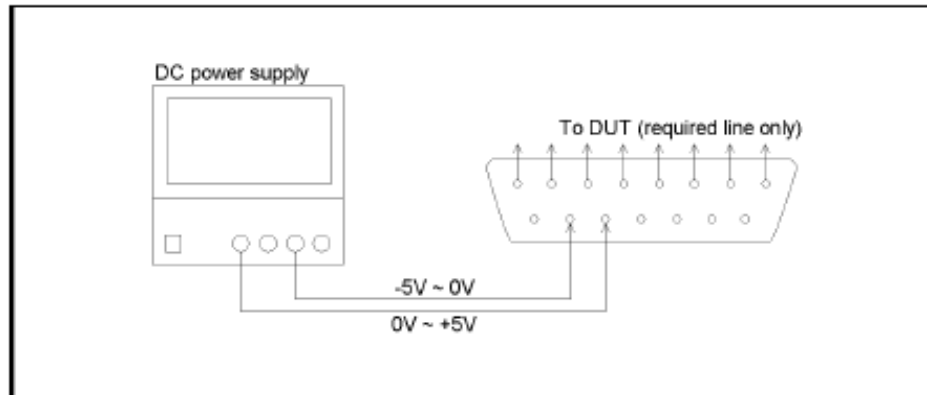 DC power supply
To DUT (required line only)
-5V ~ 0V
0V ~ +5V